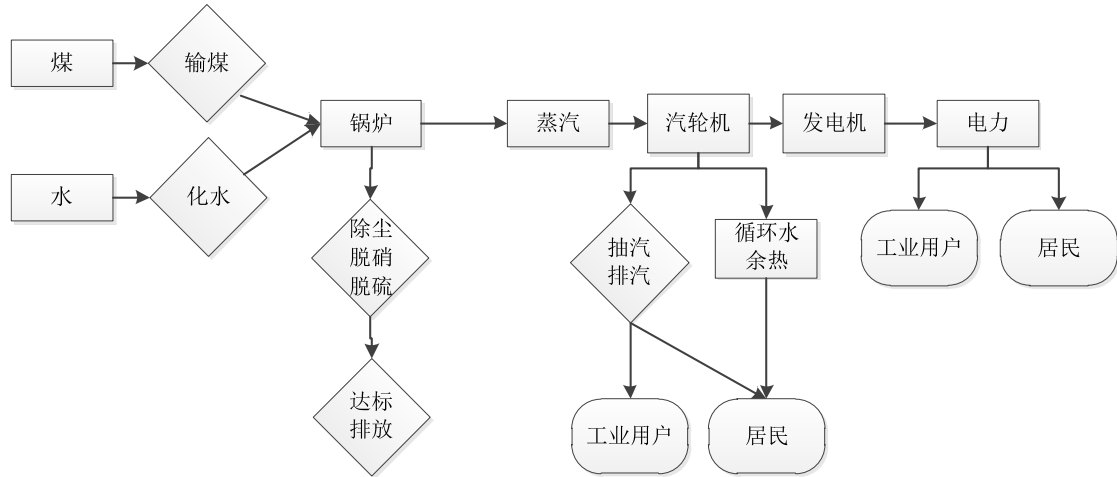 煤
输煤
锅炉
蒸汽
汽轮机
发电机
电力
水
化水
除尘
脱硝
脱硫
抽汽
排汽
循环水
余热
工业用户
居民
达标
排放
工业用户
居民